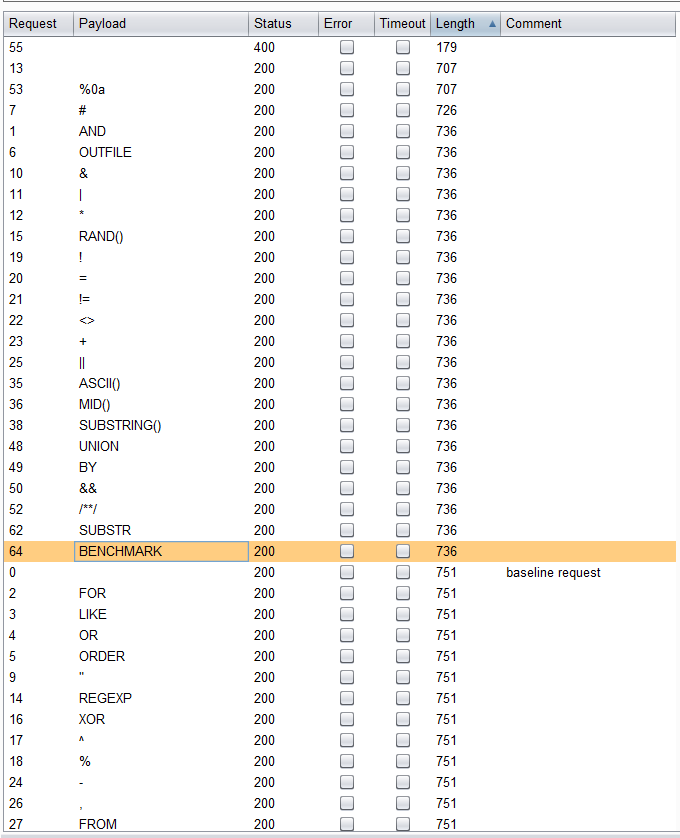 Request Payload Status Error Timeout Length Comment
55 400 179
13 200 707
53 %0a 200 707
7 # 200 726
1 AND 200 736
6 OUTFILE 200 736
10 & 200 736
11 | 200 736
12 * 200 736
15 RAND() 200 736
19 ! 200 736
20 = 200 736
21 != 200 736
22 <> 200 736
23 + 200 736
25 || 200 736
35 ASCII() 200 736
36 MID() 200 736
38 SUBSTRING() 200 736
48 UNION 200 736
49 BY 200 736
50 && 200 736
52 /**/ 200 736
62 SUBSTR 200 736
64 BENCHMARK 200 736
0 200 751 baseline request
2 FOR 200 751
3 LIKE 200 751
4 OR 200 751
5 ORDER 200 751
9 " 200 751
14 REGEXP 200 751
16 XOR 200 751
17 ^ 200 751
18 % 200 751
24 - 200 751
26 , 200 751
27 FROM 200 751